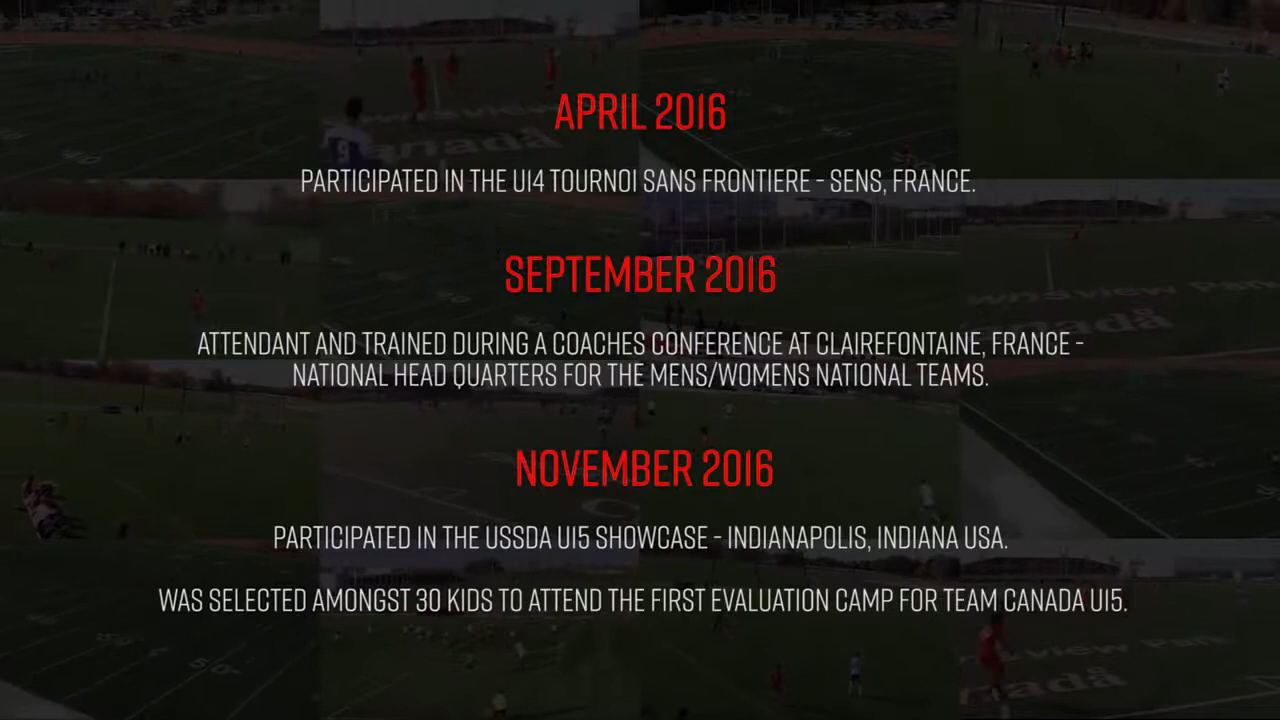 APRIL 2016
PARTICIPATED IN THE U14 TOURNOI SANS FRONTIERE - SENS, FRANCE.
SEPTEMBER 2016
ATTENDANT AND TRAINED DURING A COACHES CONFERENCE AT CLAIREFONTAINE, FRANCE -
NATIONAL HEAD QUARTERS FOR THE MENS/WOMENS NATIONAL TEAMS.
NOVEMBER 2016
PARTICIPATED IN THE USSDA U15 SHOWCASE - INDIANAPOLIS, INDIANA USA.
WAS SELECTED AMONGST 30 KIDS TO ATTEND THE FIRST EVALUATION CAMP FOR TEAM CANADA U15.